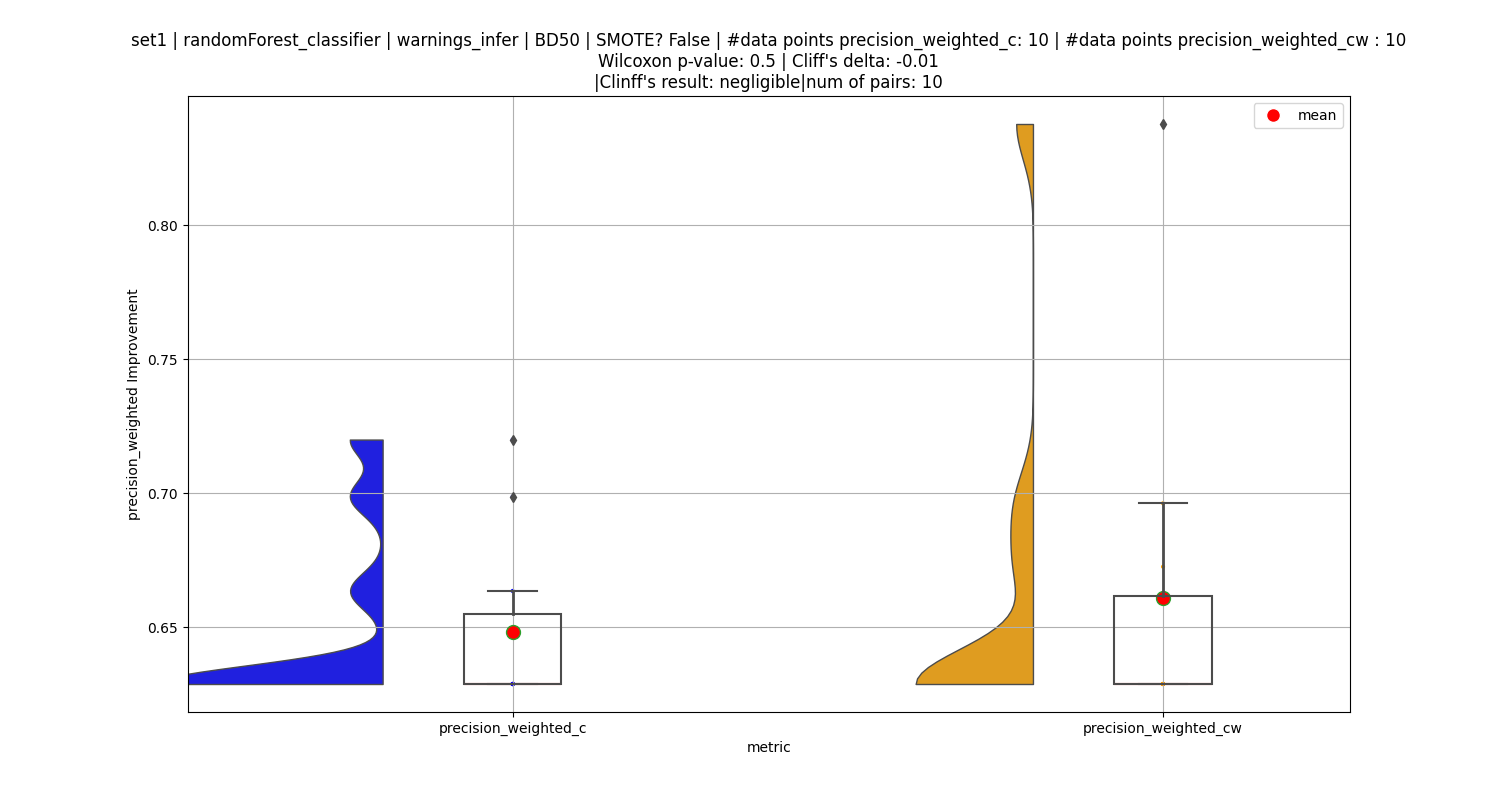 set1 | randomForest_classifier | warnings_infer | BD50 | SMOTE? False | #data points precision_weighted_c: 10 | #data points precision_weighted_cw : 10
Wilcoxon p-value: 0.5 | Cliff's delta: -0.01
|Clinff's result: negligible|num of pairs: 10
mean
0.80
0.75
0.70
0.65
precision_weighted Improvement
precision_weighted_c
precision_weighted_cw
metric